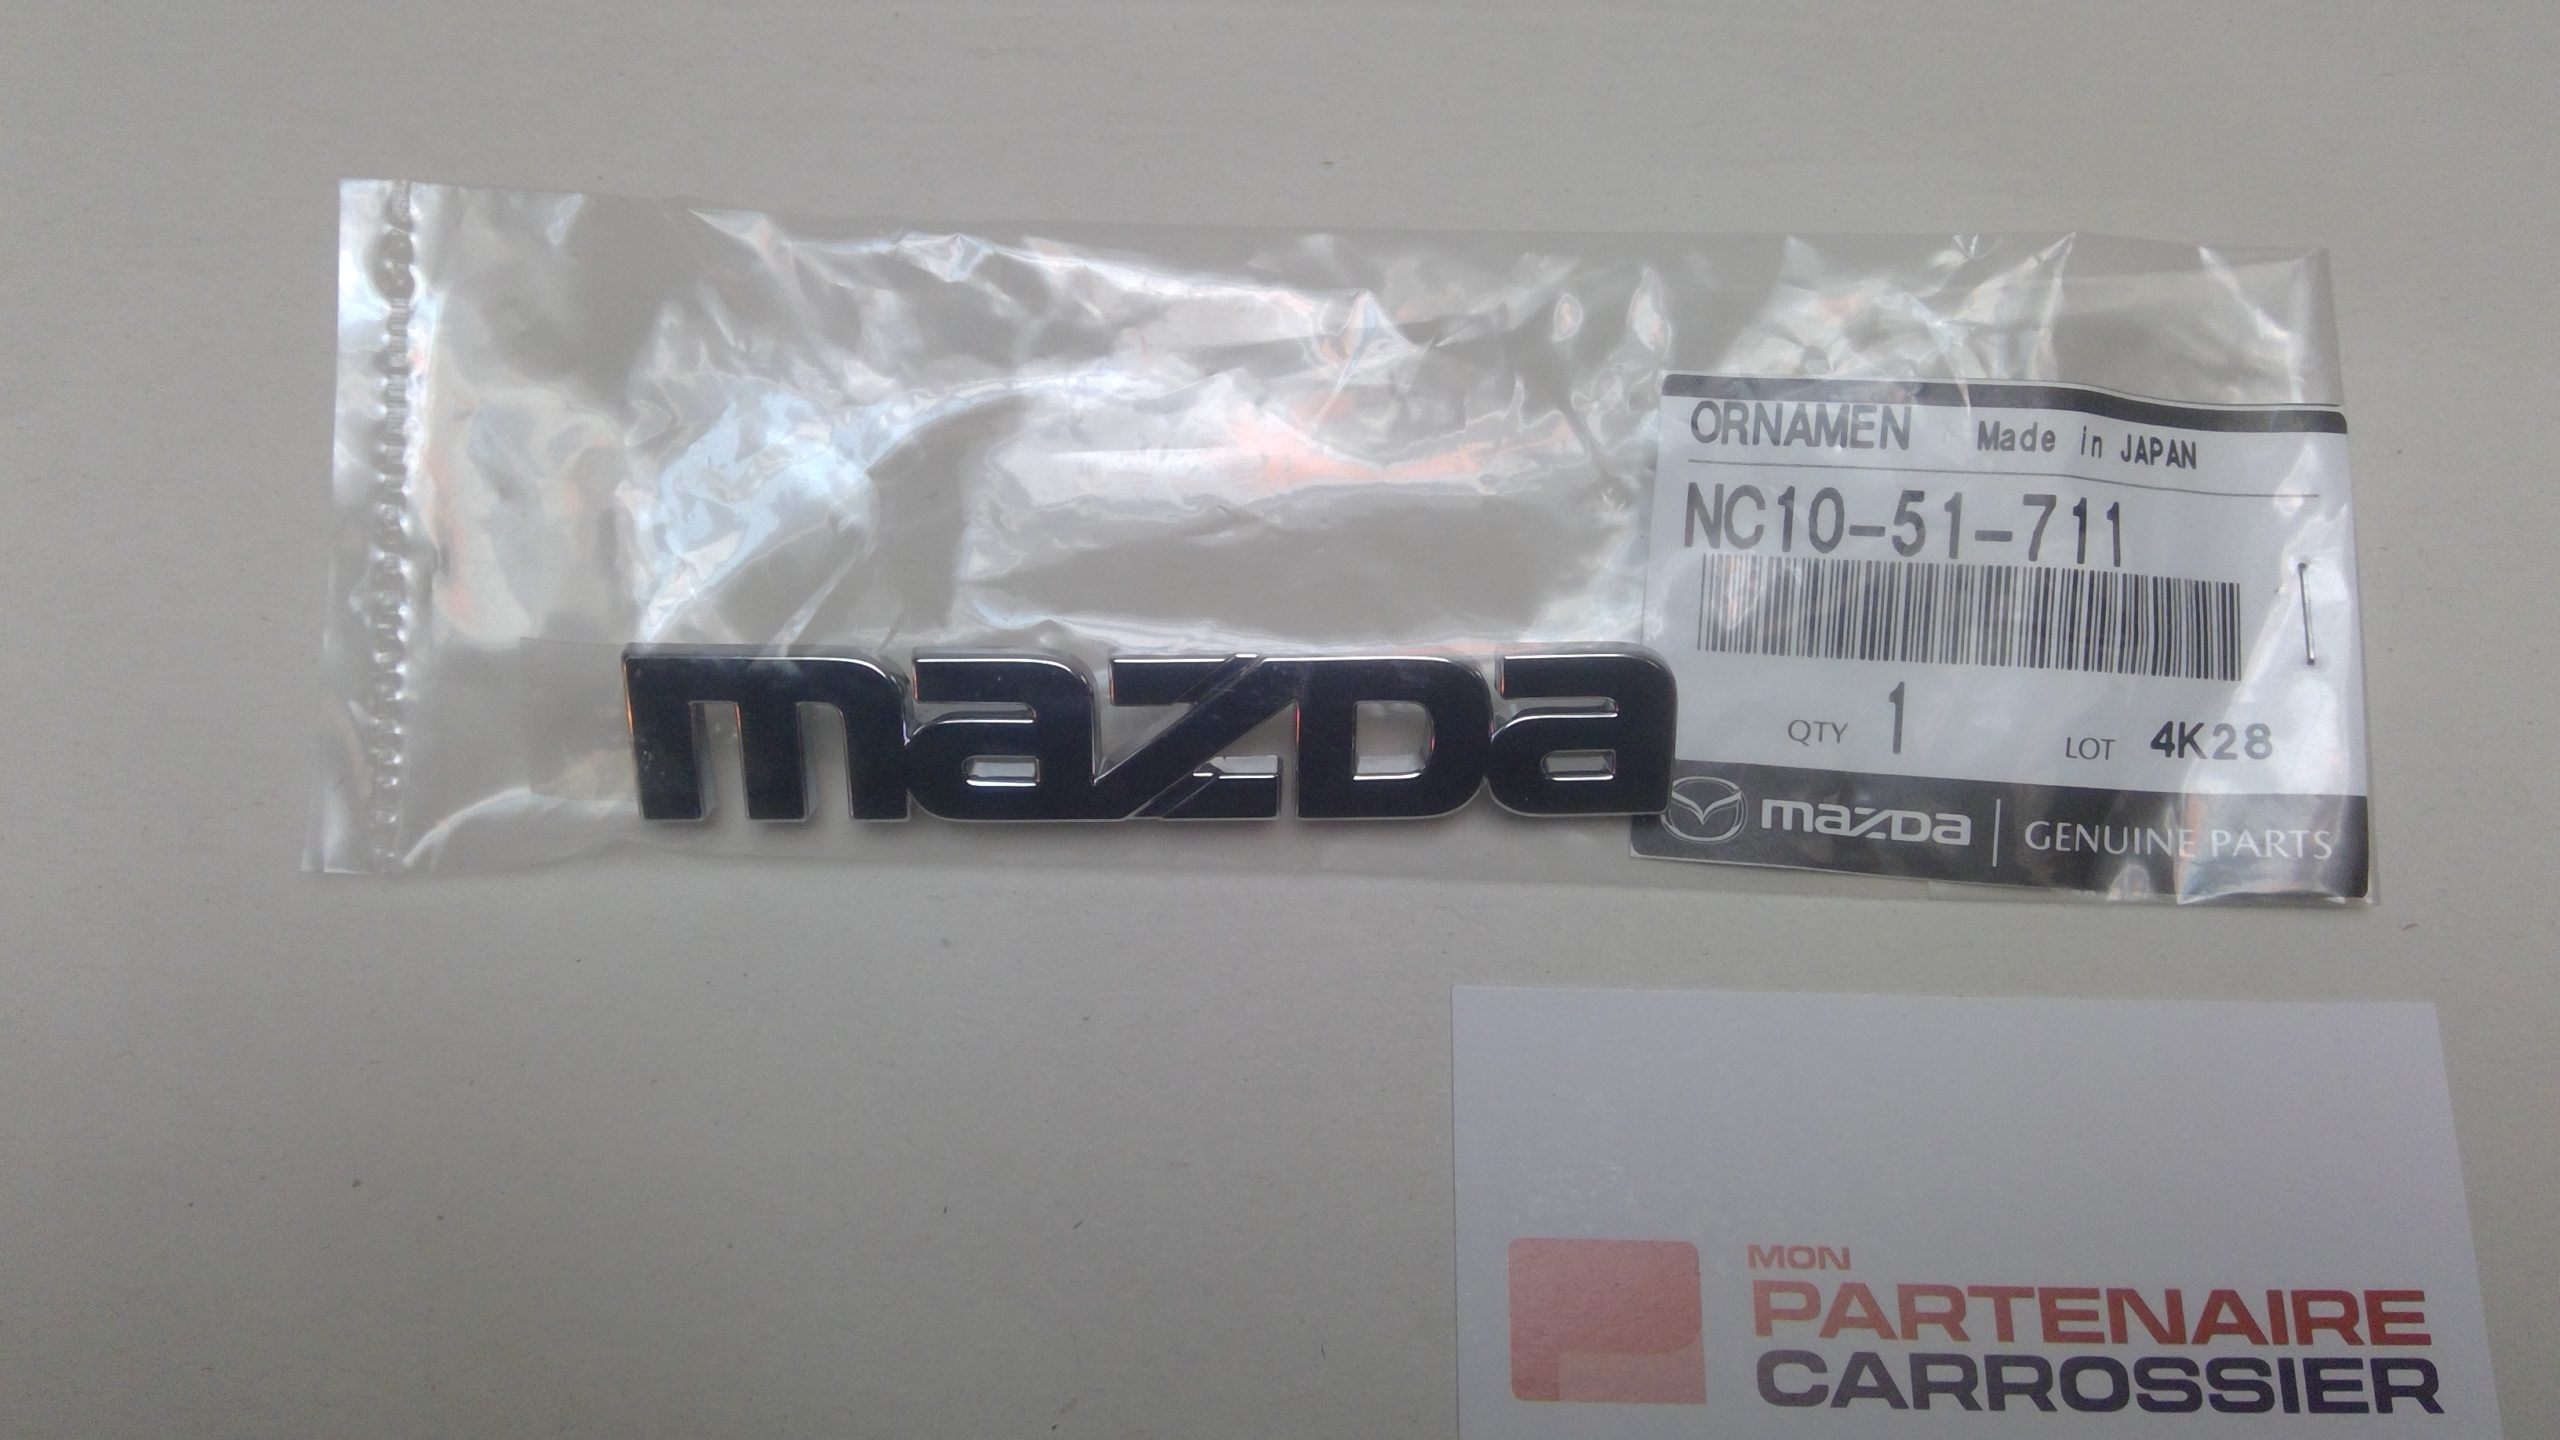 ORNAMEN Made in JAPAN
NC10-51-711
mazda
QTY 1 LOT 4K28
mazda GENUINE PARTS
MON
PARTENAIRE
CARROSSIER